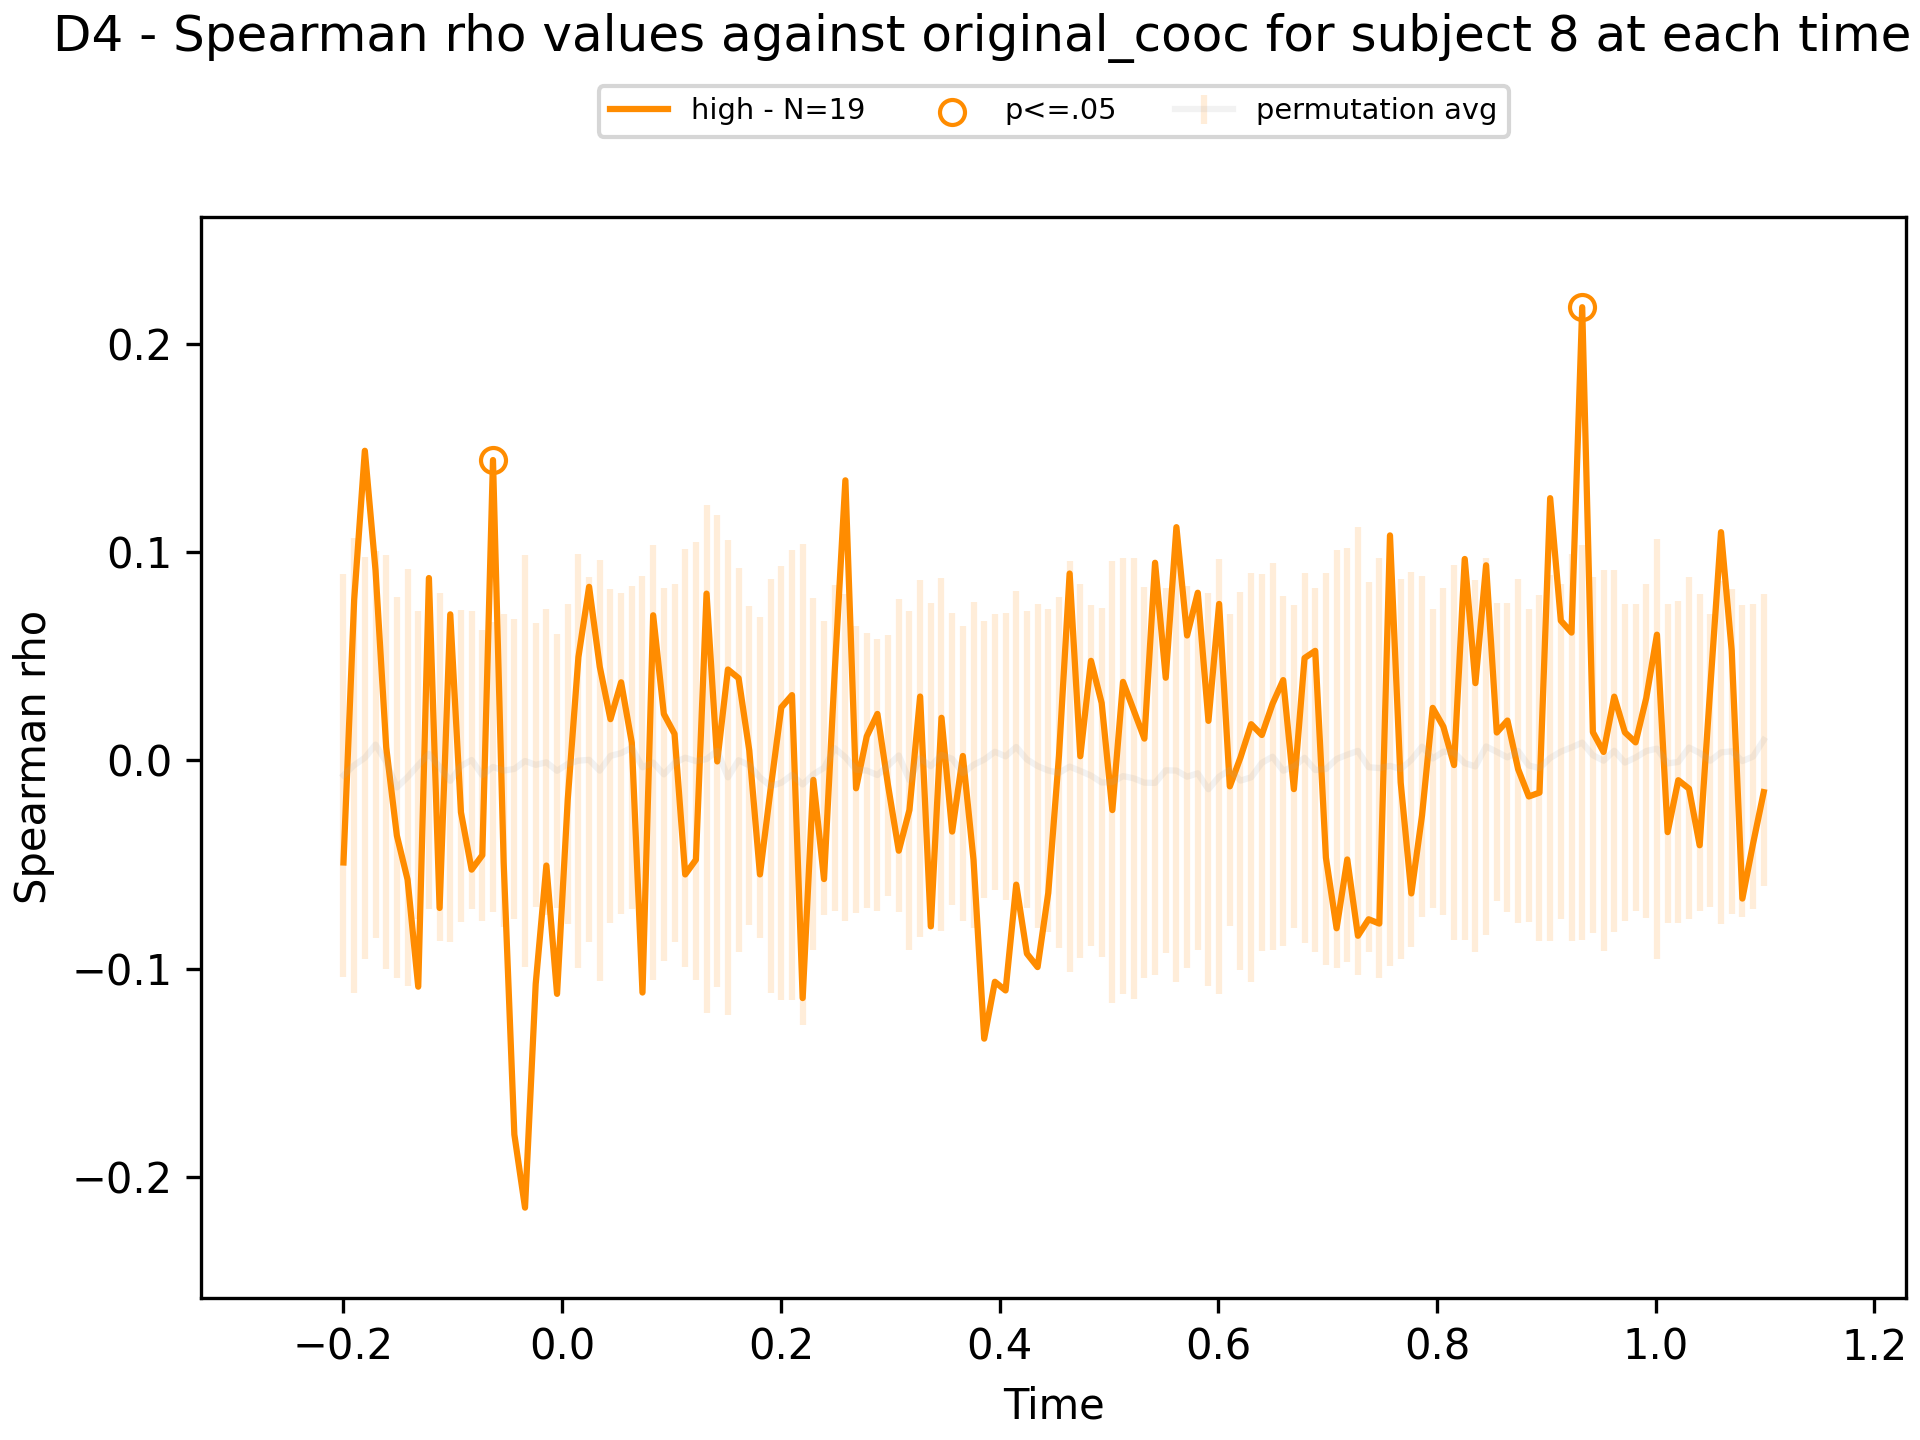 D4 - Spearman rho values against original_cooc for subject 8 at each time
high - N=19
p<=.05
permutation avg
Spearman rho
0.2
0.1
0.0
−0.1
−0.2
−0.2
0.0
0.2
0.4
0.6
0.8
1.0
1.2
Time